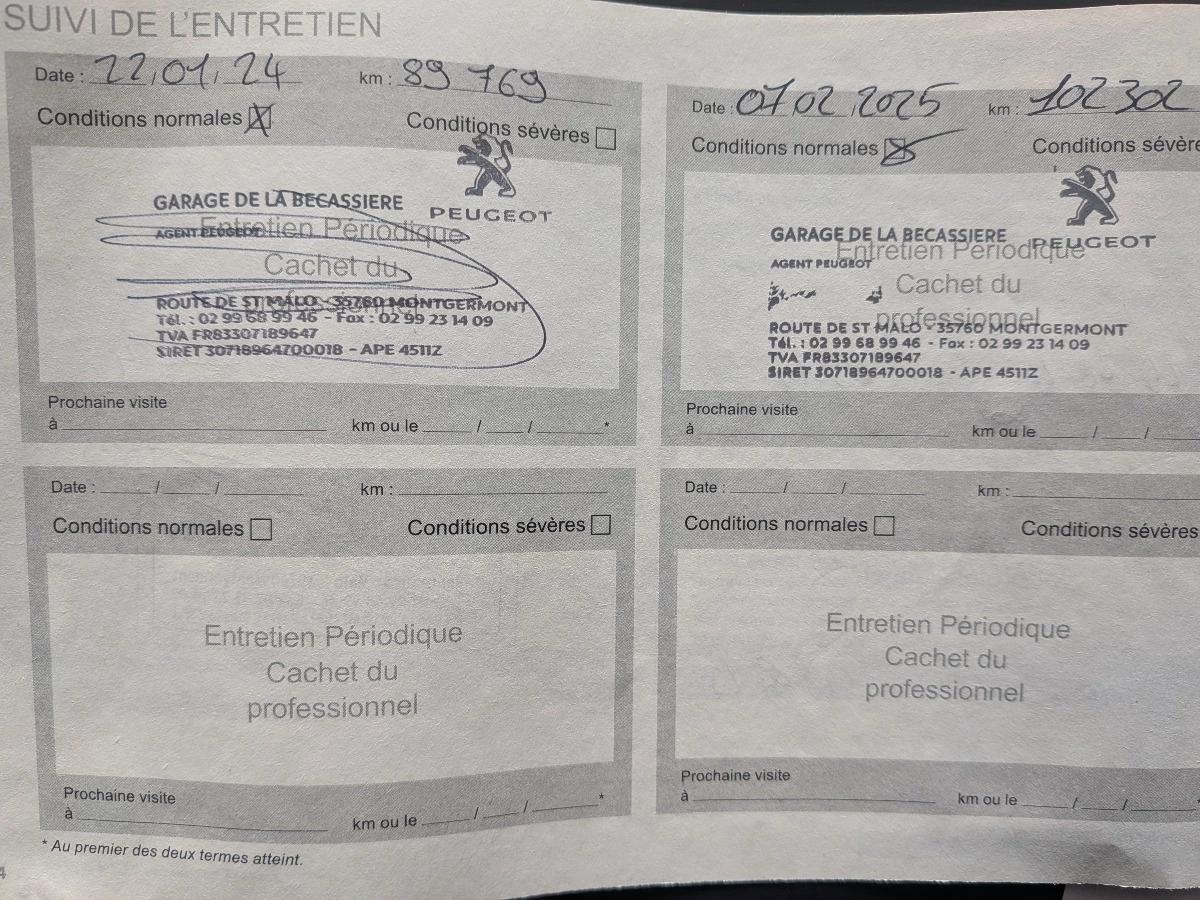 SUIVI DE L'ENTRETIEN
Date : 22/01/24 km : 89 769
Conditions normales Conditions sévères
PEUGEOT
GARAGE DE LA BECASSIERE
AGENT PEUGEOT
Entretien Périodique
Cachet du
professionnel
ROUTE DE ST MALO - 35760 MONTGERMONT
Tél. : 02 99 68 99 46 - Fax : 02 99 23 14 09
TVA FR83307189647
SIRET 30718964700018 - APE 4511Z
Prochaine visite
à km ou le / / *
Date : 07/02/2025 km : 102 302
Conditions normales Conditions sévère
PEUGEOT
GARAGE DE LA BECASSIERE
AGENT PEUGEOT
Entretien Périodique
Cachet du
professionnel
ROUTE DE ST MALO - 35760 MONTGERMONT
Tél. : 02 99 68 99 46 - Fax : 02 99 23 14 09
TVA FR83307189647
SIRET 30718964700018 - APE 4511Z
Prochaine visite
à km ou le / /
Date : / / km :
Conditions normales Conditions sévères
Entretien Périodique
Cachet du
professionnel
Prochaine visite
à km ou le / / *
Date : / / km :
Conditions normales Conditions sévères
Entretien Périodique
Cachet du
professionnel
Prochaine visite
à km ou le / / *
* Au premier des deux termes atteint.
4